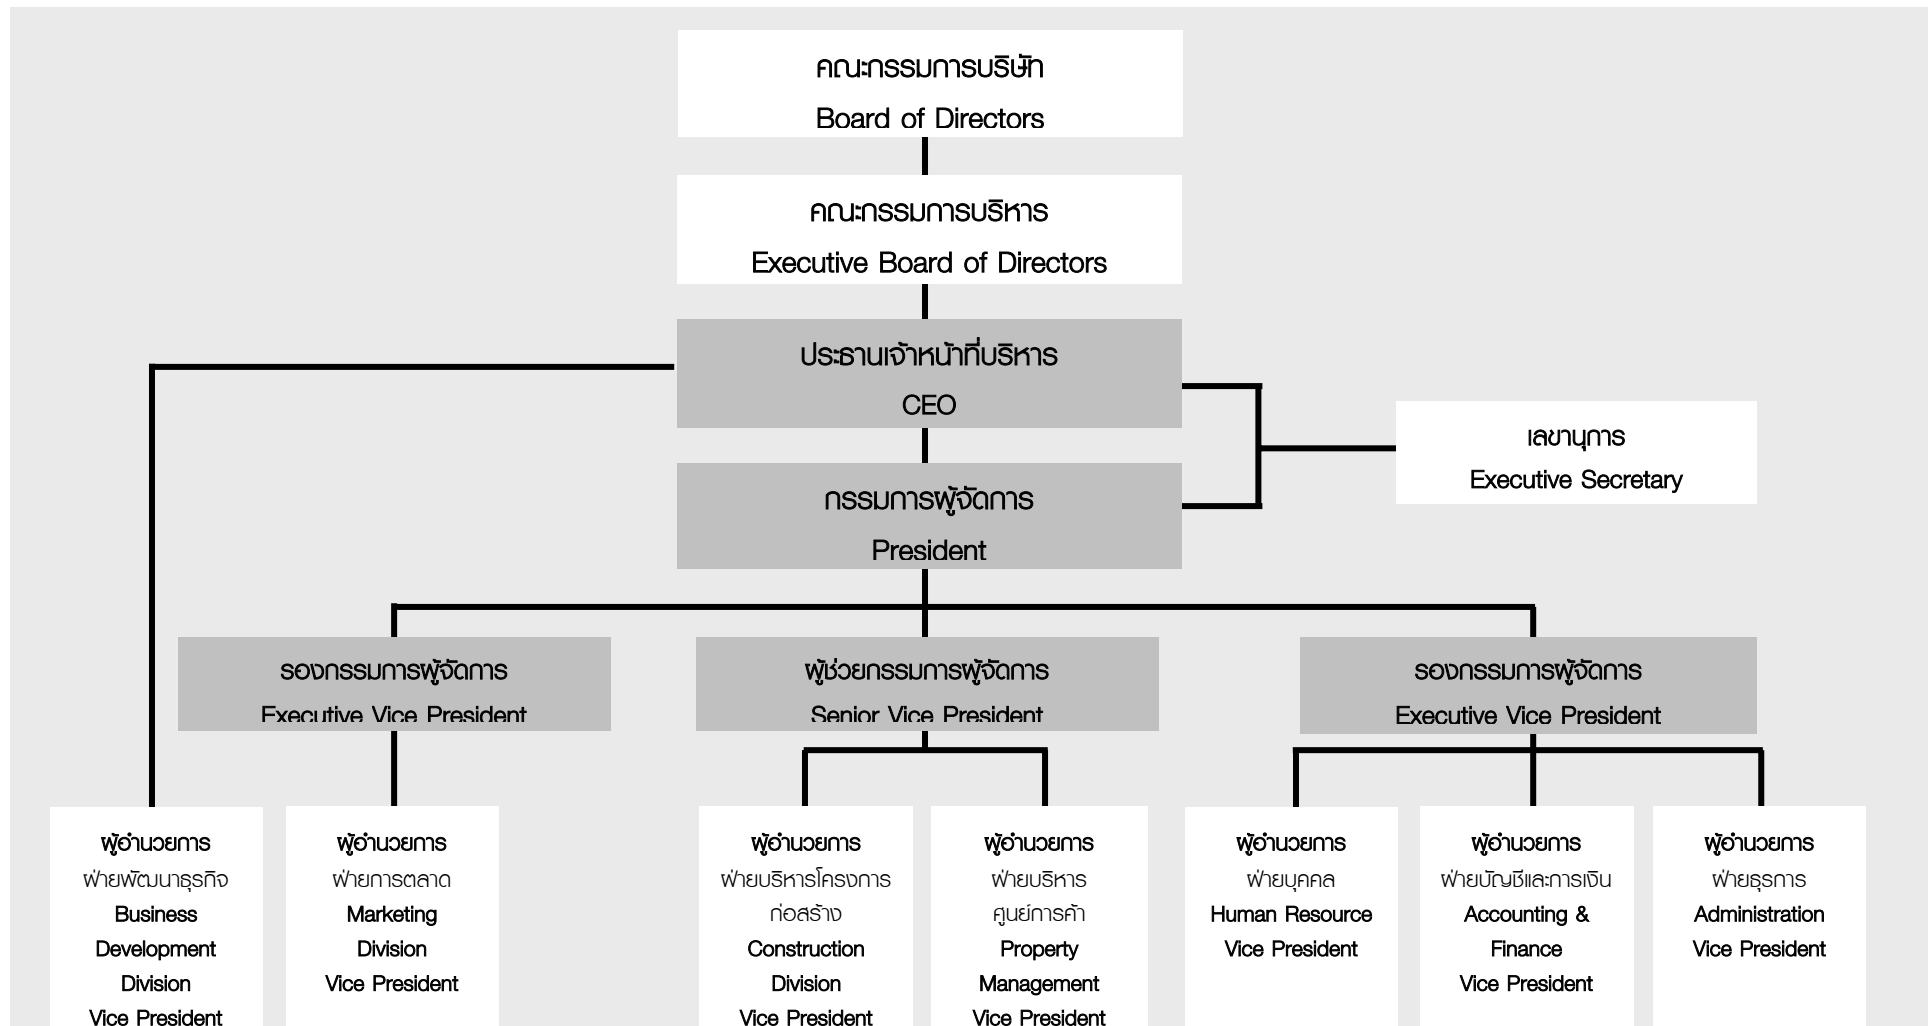 คณะกรรมการบริษัท
Board of Directors
คณะกรรมการบริหาร
Executive Board of Directors
ประธานเจ้าหน้าที่บริหาร
CEO
เลขานุการ
Executive Secretary
กรรมการผู้จัดการ
President
รองกรรมการผู้จัดการ
Executive Vice President
ผู้ช่วยกรรมการผู้จัดการ
Senior Vice President
รองกรรมการผู้จัดการ
Executive Vice President
ผู้อำนวยการ
ฝ่ายพัฒนาธุรกิจ
Business
Development
Division
Vice President
ผู้อำนวยการ
ฝ่ายการตลาด
Marketing
Division
Vice President
ผู้อำนวยการ
ฝ่ายบริหารโครงการ
ก่อสร้าง
Construction
Division
Vice President
ผู้อำนวยการ
ฝ่ายบริหาร
ศูนย์การค้า
Property
Management
Vice President
ผู้อำนวยการ
ฝ่ายบุคคล
Human Resource
Vice President
ผู้อำนวยการ
ฝ่ายบัญชีและการเงิน
Accounting &
Finance
Vice President
ผู้อำนวยการ
ฝ่ายธุรการ
Administration
Vice President